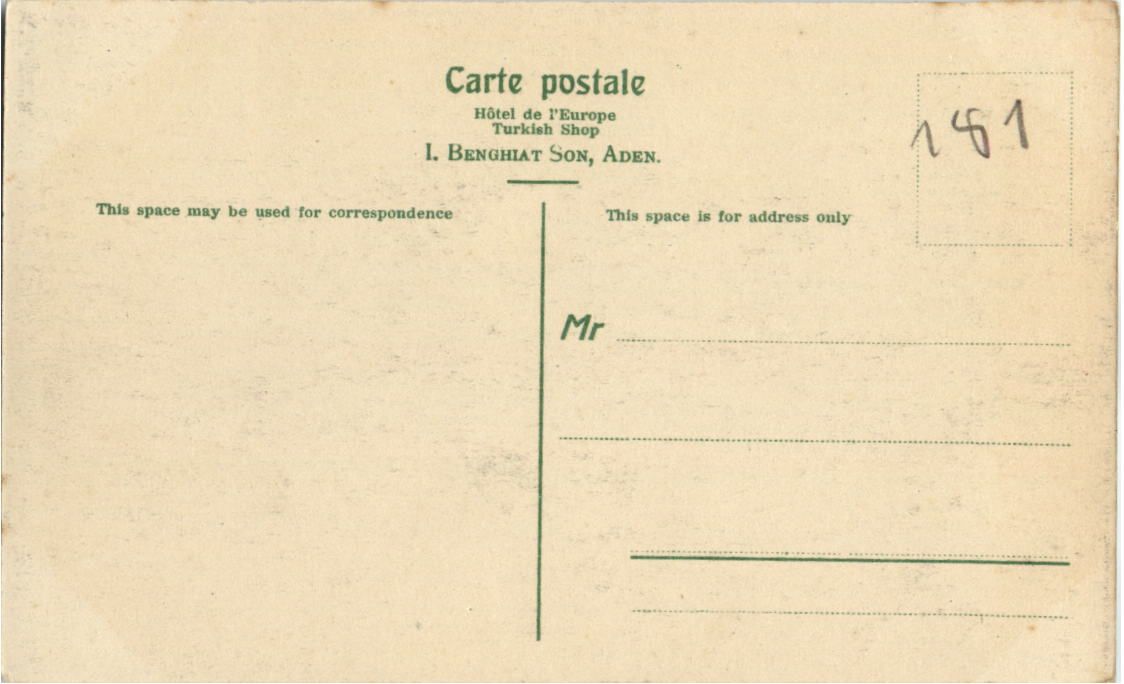 Carte postale
Hôtel de l'Europe
Turkish Shop
I. BENGHIAT SON, ADEN.
181
This space may be used for correspondence
This space is for address only
Mr